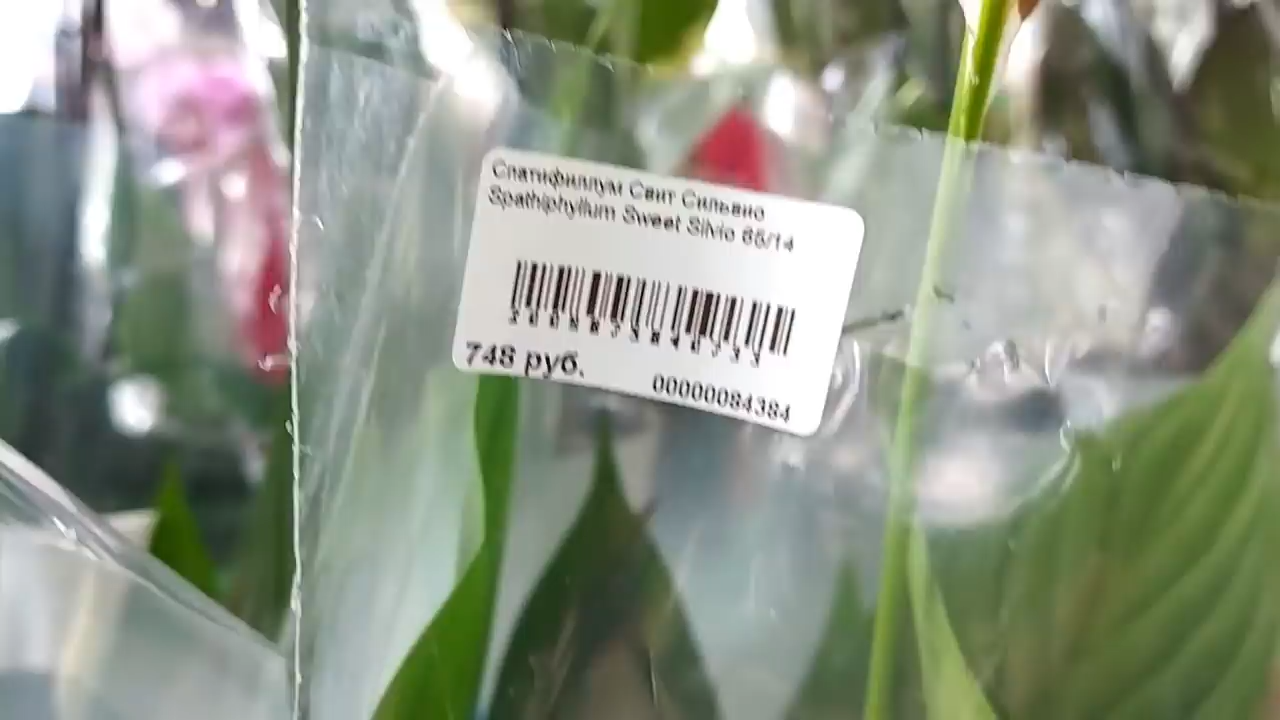 Спатифиллум Свит Сильвио
Spathiphyllum Sweet Silvio 65/14
748 руб.
00000084384